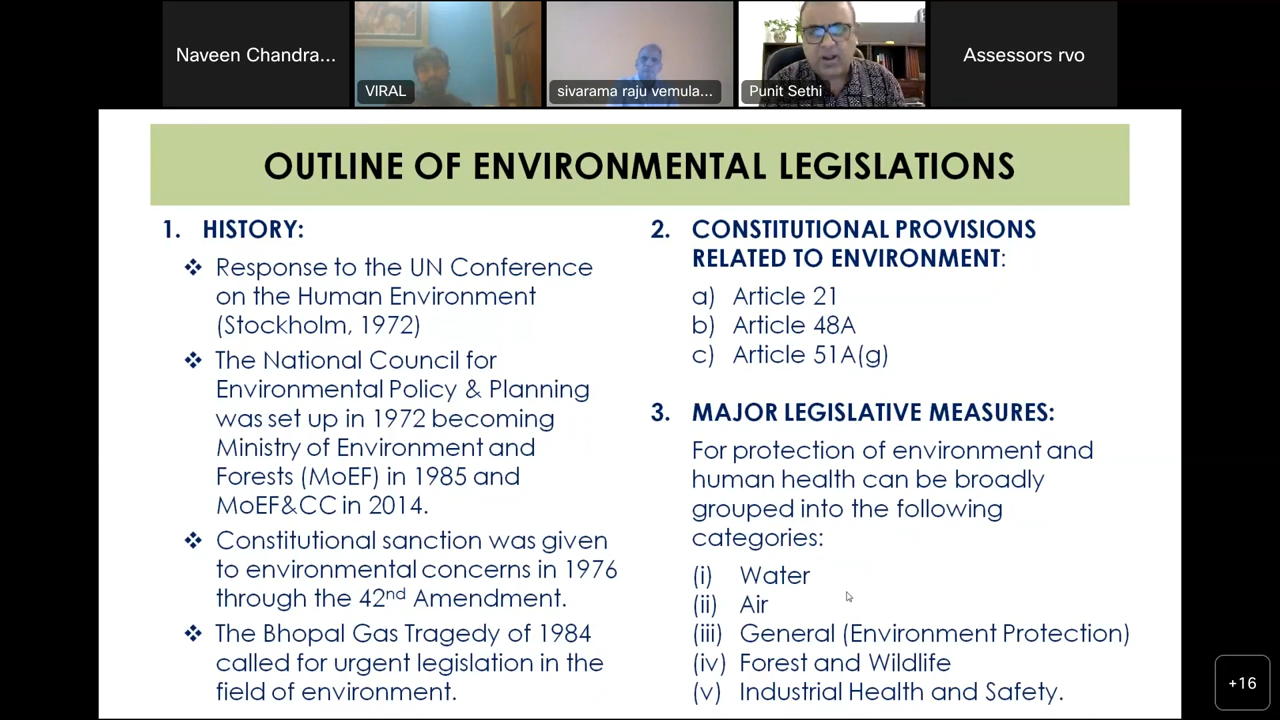 Naveen Chandra...
VIRAL
sivarama raju vemula...
Punit Sethi
Assessors rvo
OUTLINE OF ENVIRONMENTAL LEGISLATIONS
1. HISTORY:
❖ Response to the UN Conference
on the Human Environment
(Stockholm, 1972)
❖ The National Council for
Environmental Policy & Planning
was set up in 1972 becoming
Ministry of Environment and
Forests (MoEF) in 1985 and
MoEF&CC in 2014.
❖ Constitutional sanction was given
to environmental concerns in 1976
through the 42nd Amendment.
❖ The Bhopal Gas Tragedy of 1984
called for urgent legislation in the
field of environment.
2. CONSTITUTIONAL PROVISIONS
RELATED TO ENVIRONMENT:
a) Article 21
b) Article 48A
c) Article 51A(g)
3. MAJOR LEGISLATIVE MEASURES:
For protection of environment and
human health can be broadly
grouped into the following
categories:
(i) Water
(ii) Air
(iii) General (Environment Protection)
(iv) Forest and Wildlife
(v) Industrial Health and Safety.
+16